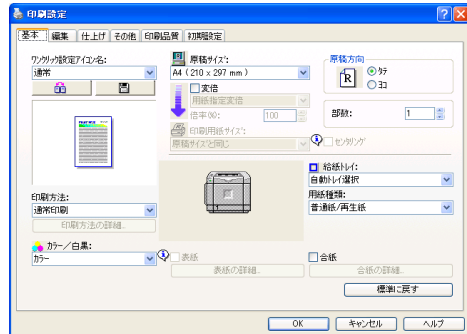 印刷設定
基本 編集 仕上げ その他 印刷品質 初期設定
ワンクリック設定アイコン名:
通常
原稿サイズ:
A4 (210 x 297 mm)
変倍
用紙指定変倍
倍率(%): 100
印刷用紙サイズ:
原稿サイズと同じ
センタリング
原稿方向
R
タテ
ヨコ
部数: 1
印刷方法:
通常印刷
印刷方法の詳細...
カラー/白黒:
カラー
給紙トレイ:
自動トレイ選択
用紙種類:
普通紙/再生紙
表紙
表紙の詳細...
合紙
合紙の詳細...
標準に戻す
OK キャンセル ヘルプ